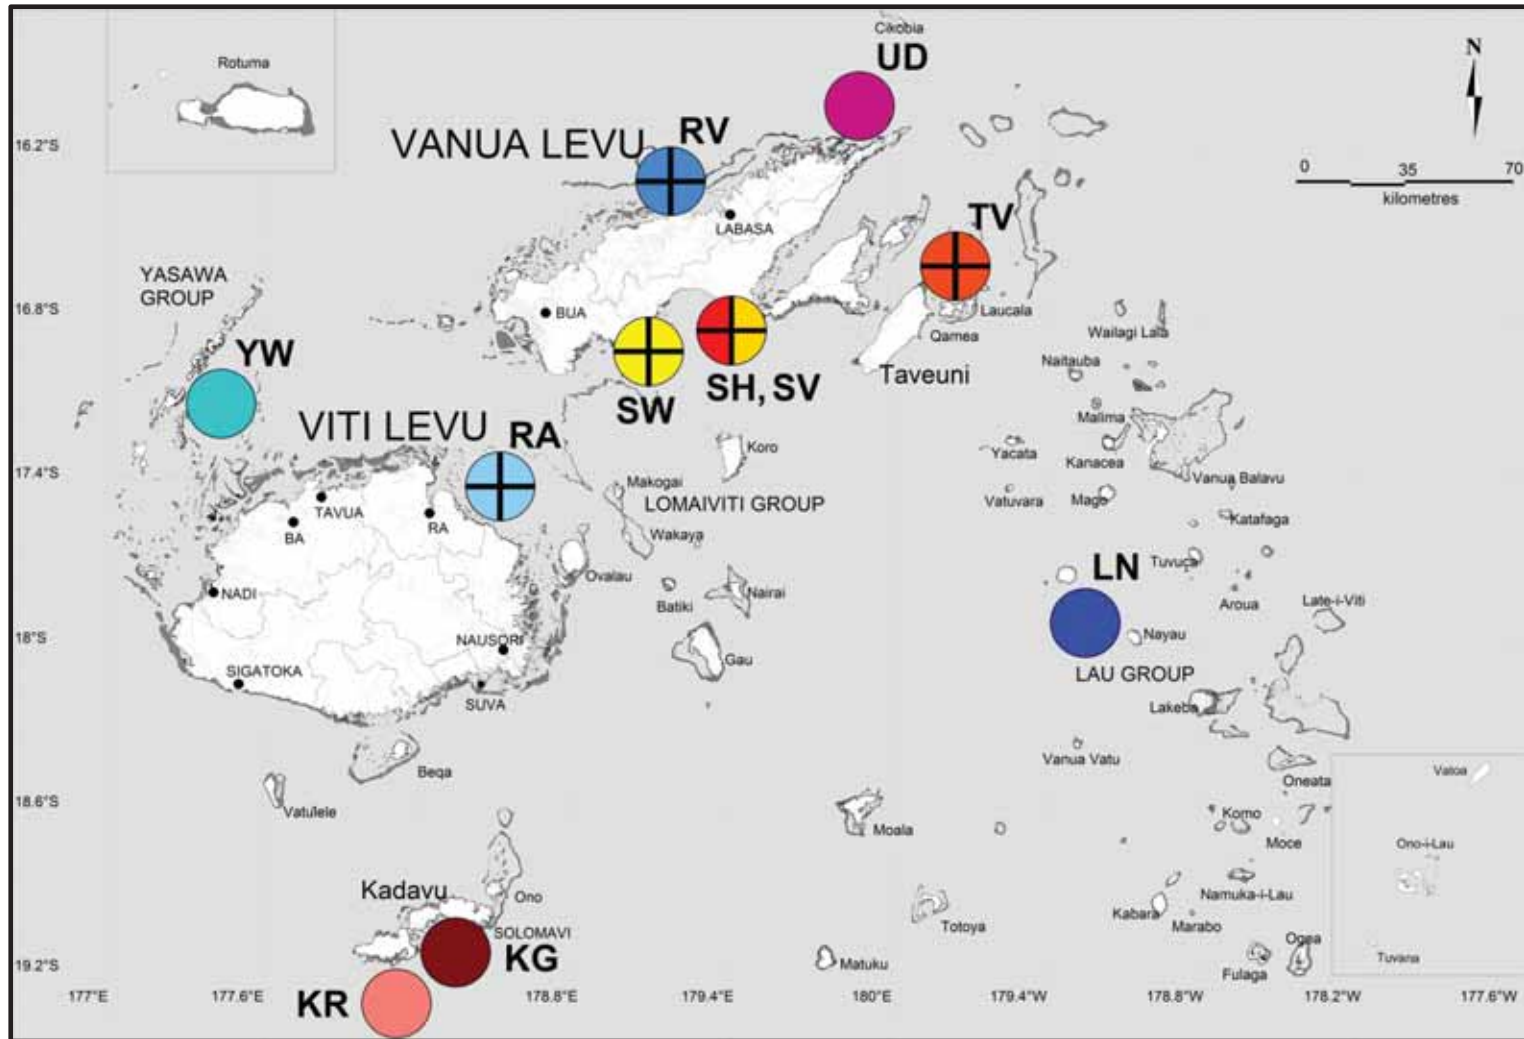 Cikobia
UD
N
Rotuma
RV
VANUA LEVU
16.2°S
0 35 70
kilometres
LABASA
TV
YASAWA
GROUP
16.8°S
BUA
Laucala
Qamea
Wailagi Lala
YW
SH, SV
SW
Taveuni
Naitauba
VITI LEVU
RA
Malima
17.4°S
Koro
Yacata
Kanacea
Vanua Balavu
Makogai
LOMAIVITI GROUP
Vatuvara
Mago
Katafaga
TAVUA
BA
RA
Wakaya
Ovalau
Tuvuca
LN
NADI
Batiki
Nairai
Aroua
Late-i-Viti
18°S
NAUSORI
Nayau
Gau
LAU GROUP
SIGATOKA
SUVA
Lakeba
Beqa
Vanua Vatu
Oneata
Vatoa
18.6°S
Vatulele
Moala
Komo
Moce
Ono-i-Lau
Kadavu
Ono
Namuka-i-Lau
SOLOMAVI
Totoya
Kabara
Marabo
Ogea
KG
19.2°S
Matuku
Fulaga
Tuvana
KR
177°E 177.6°E 178.8°E 179.4°E 180°E 179.4°W 178.8°W 178.2°W 177.6°W